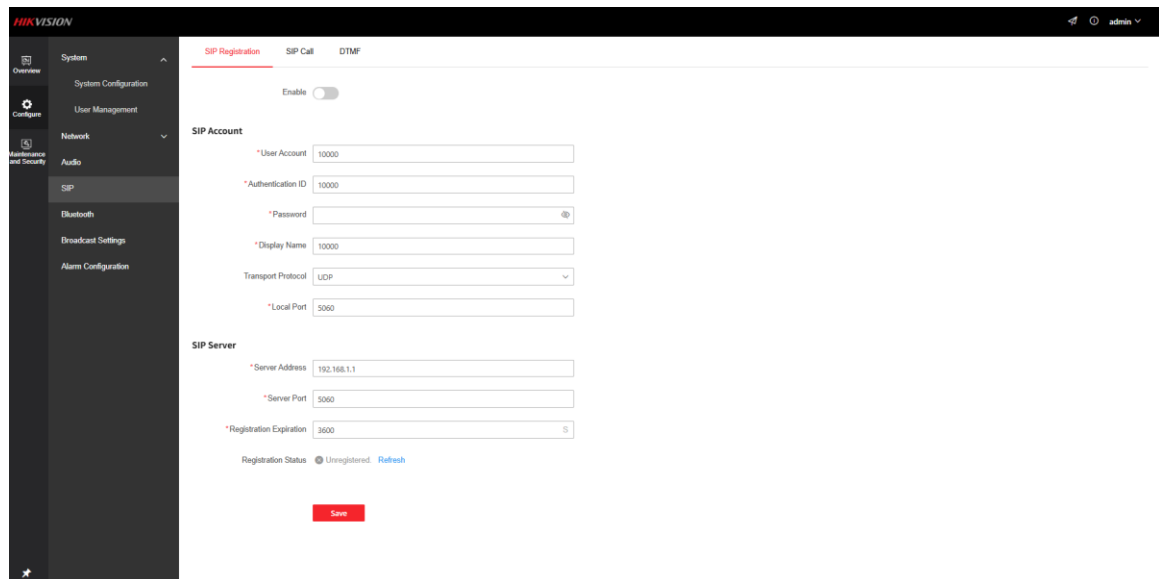 HIKVISION
admin
Overview
Configure
Maintenance
and Security
System
System Configuration
User Management
Network
Audio
SIP
Bluetooth
Broadcast Settings
Alarm Configuration
SIP Registration SIP Call DTMF
Enable
SIP Account
*User Account 10000
*Authentication ID 10000
*Password
*Display Name 10000
Transport Protocol UDP
*Local Port 5060
SIP Server
*Server Address 192.168.1.1
*Server Port 5060
*Registration Expiration 3600 S
Registration Status Unregistered. Refresh
Save